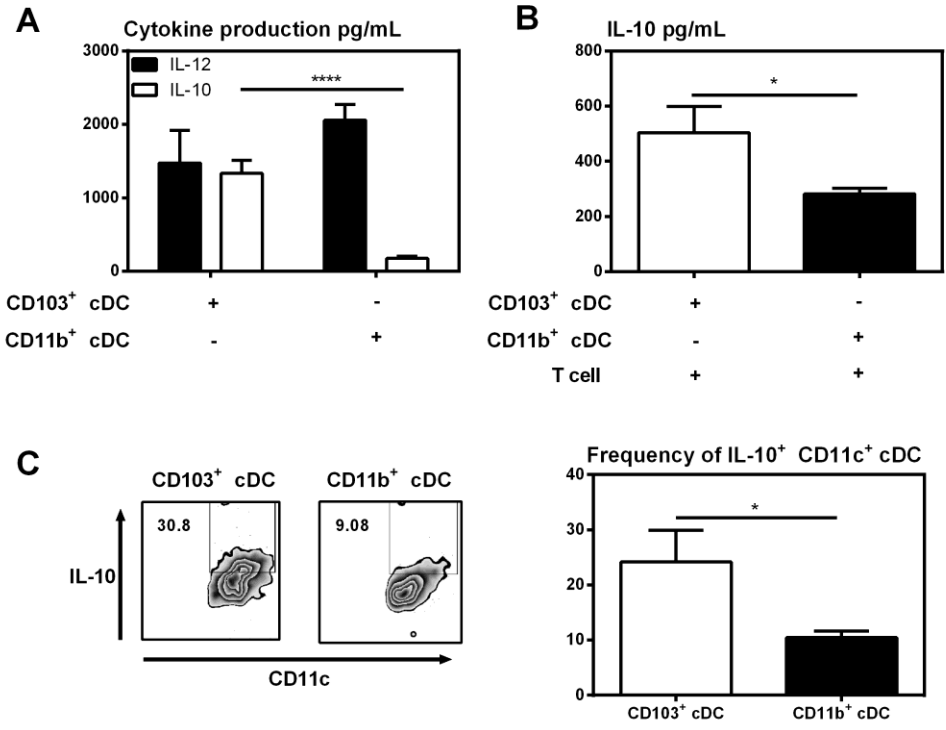 A
Cytokine production pg/mL
3000
2000
1000
0
IL-12
IL-10
****
CD103+ cDC + -
CD11b+ cDC - +
B
IL-10 pg/mL
800
600
400
200
0
*
CD103+ cDC + -
CD11b+ cDC - +
T cell + +
C
CD103+ cDC CD11b+ cDC
30.8 9.08
IL-10
CD11c
Frequency of IL-10+ CD11c+ cDC
40
30
20
10
0
*
CD103+ cDC CD11b+ cDC